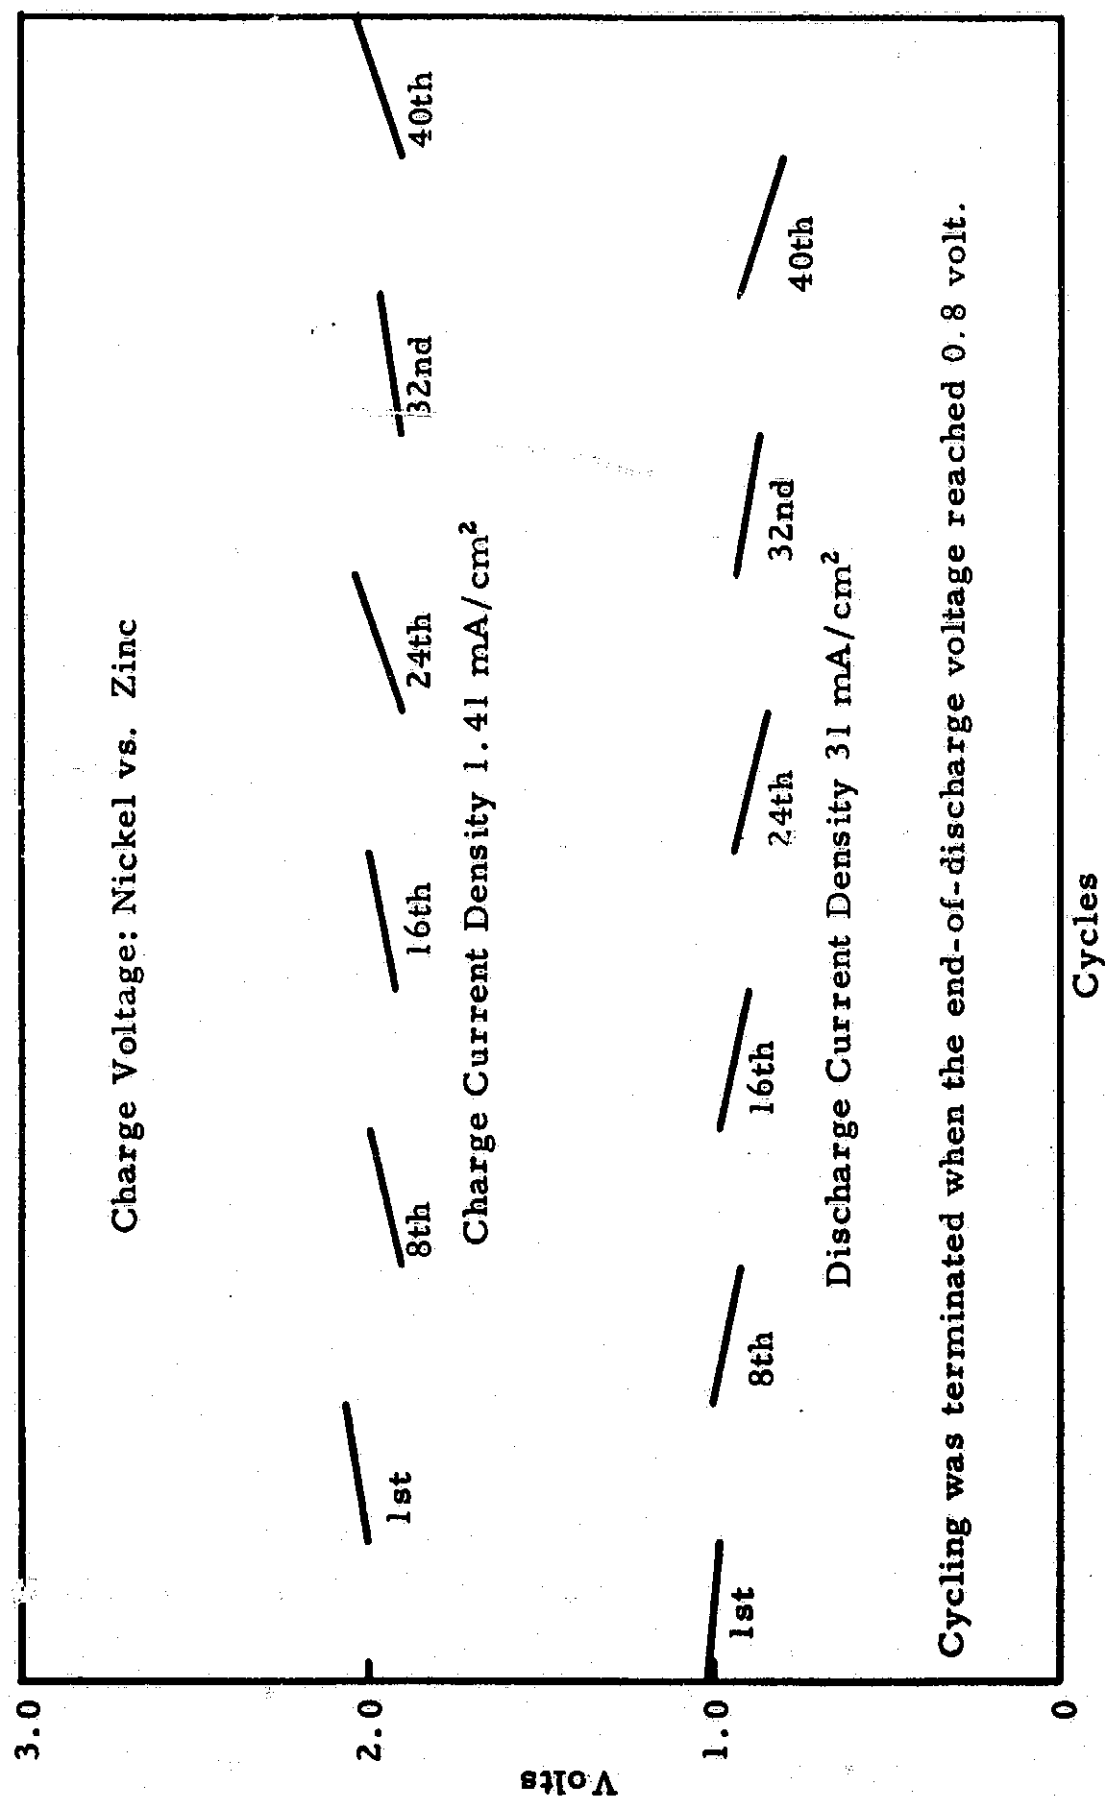 3.0
2.0
1.0
0
Volts
Charge Voltage: Nickel vs. Zinc
1st
8th
16th
24th
32nd
40th
Charge Current Density 1.41 mA/cm²
1st
8th
16th
24th
32nd
40th
Discharge Current Density 31 mA/cm²
Cycling was terminated when the end-of-discharge voltage reached 0.8 volt.
Cycles